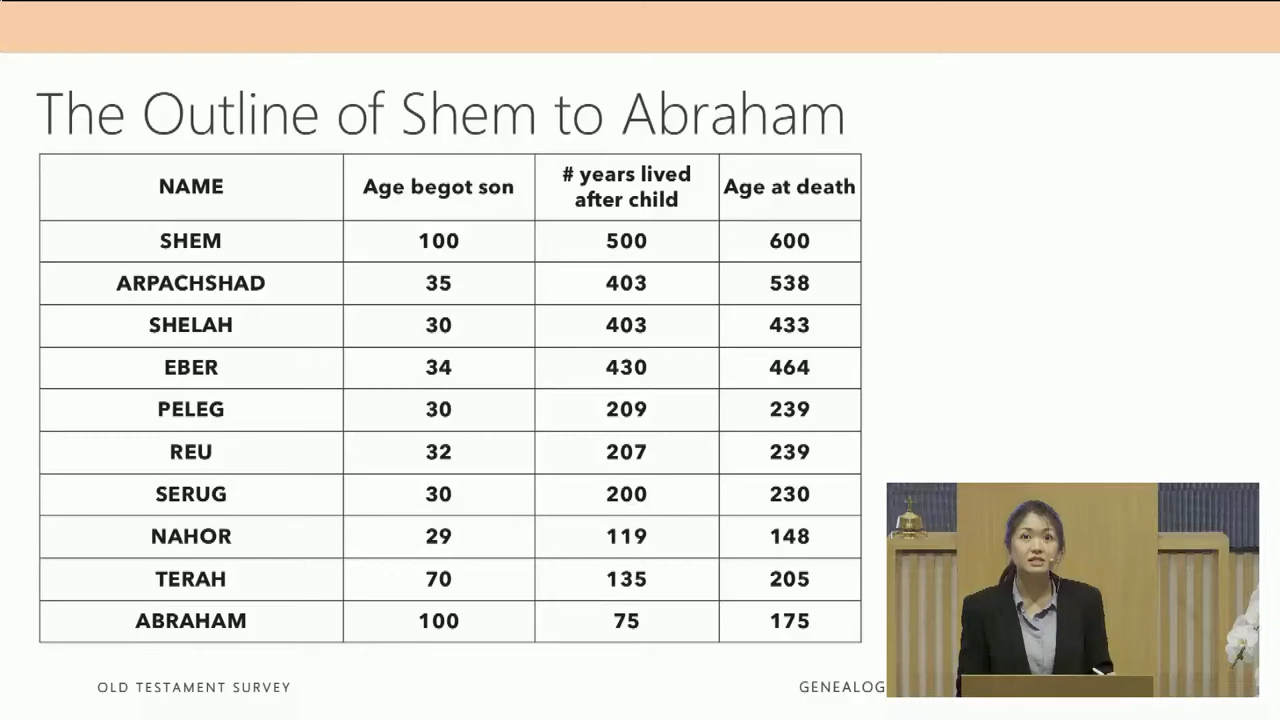 The Outline of Shem to Abraham
NAME Age begot son # years lived after child Age at death
SHEM 100 500 600
ARPACHSHAD 35 403 538
SHELAH 30 403 433
EBER 34 430 464
PELEG 30 209 239
REU 32 207 239
SERUG 30 200 230
NAHOR 29 119 148
TERAH 70 135 205
ABRAHAM 100 75 175
OLD TESTAMENT SURVEY GENEALOG